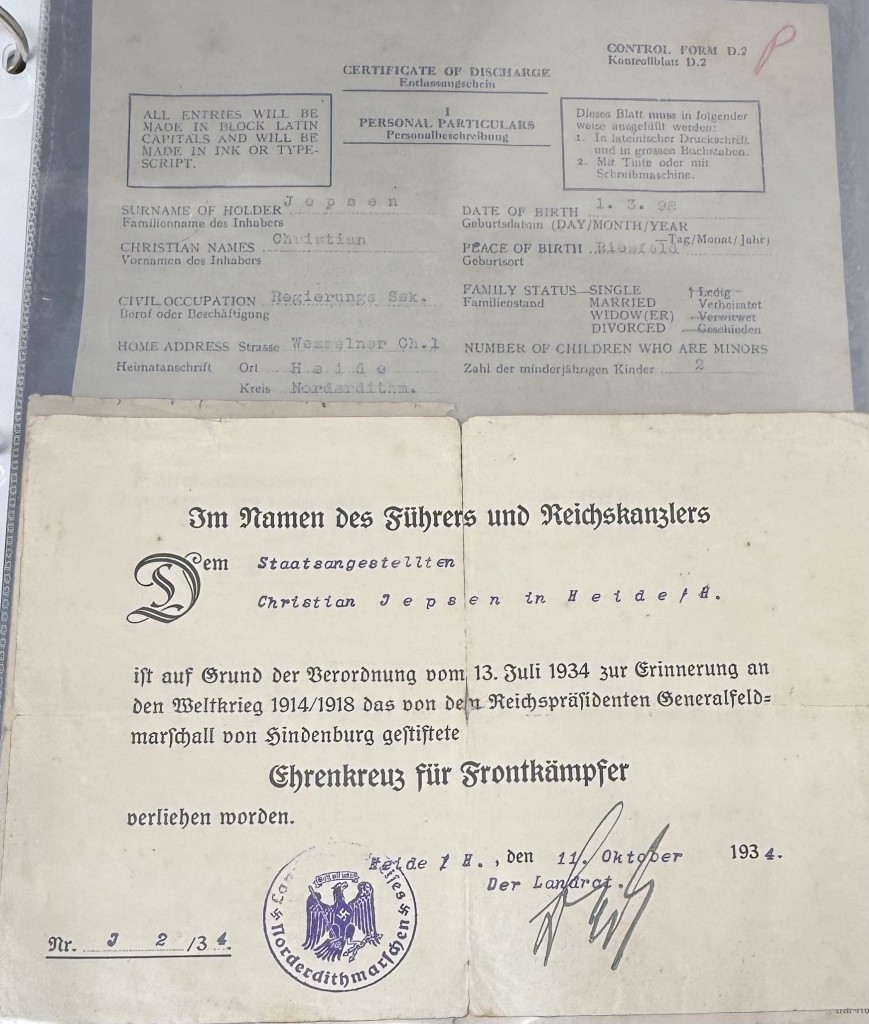 CONTROL FORM D.2
Kontrollblatt D.2
CERTIFICATE OF DISCHARGE
Entlassungschein
ALL ENTRIES WILL BE
MADE IN BLOCK LATIN
CAPITALS AND WILL BE
MADE IN INK OR TYPE-
SCRIPT.
I
PERSONAL PARTICULARS
Personalbeschreibung
Dieses Blatt muss in folgender
weise ausgefüllt werden:
1. In lateinischer Druckschrift
und in grossen Buchstaben.
2. Mit Tinte oder mit
Schreibmaschine.
SURNAME OF HOLDER Jepsen
Familienname des Inhabers
CHRISTIAN NAMES Christian
Vornamen des Inhabers
CIVIL OCCUPATION Regierungs Sek.
Beruf oder Beschäftigung
HOME ADDRESS Strasse Wesselner Ch.1
Heimatanschrift Ort Heide
Kreis Norderdithm.
DATE OF BIRTH 1. 3. 98
Geburtsdatum (DAY/MONTH/YEAR
Tag/Monat/Jahr)
PLACE OF BIRTH
Geburtsort
FAMILY STATUS—SINGLE Ledig
Familienstand MARRIED Verheiratet
WIDOW(ER) Verwitwet
DIVORCED Geschieden
NUMBER OF CHILDREN WHO ARE MINORS
Zahl der minderjährigen Kinder 2
Im Namen des Führers und Reichskanzlers
Dem Staatsangestellten
Christian Jepsen in Heide/H.
ist auf Grund der Verordnung vom 13. Juli 1934 zur Erinnerung an
den Weltkrieg 1914/1918 das von dem Reichspräsidenten Generalfeld=
marschall von Hindenburg gestiftete
Ehrenkreuz für Frontkämpfer
verliehen worden.
Heide / H., den 11. Oktober 1934.
Der Landrat.
Norderdithmarschen
Nr. J 2 /34